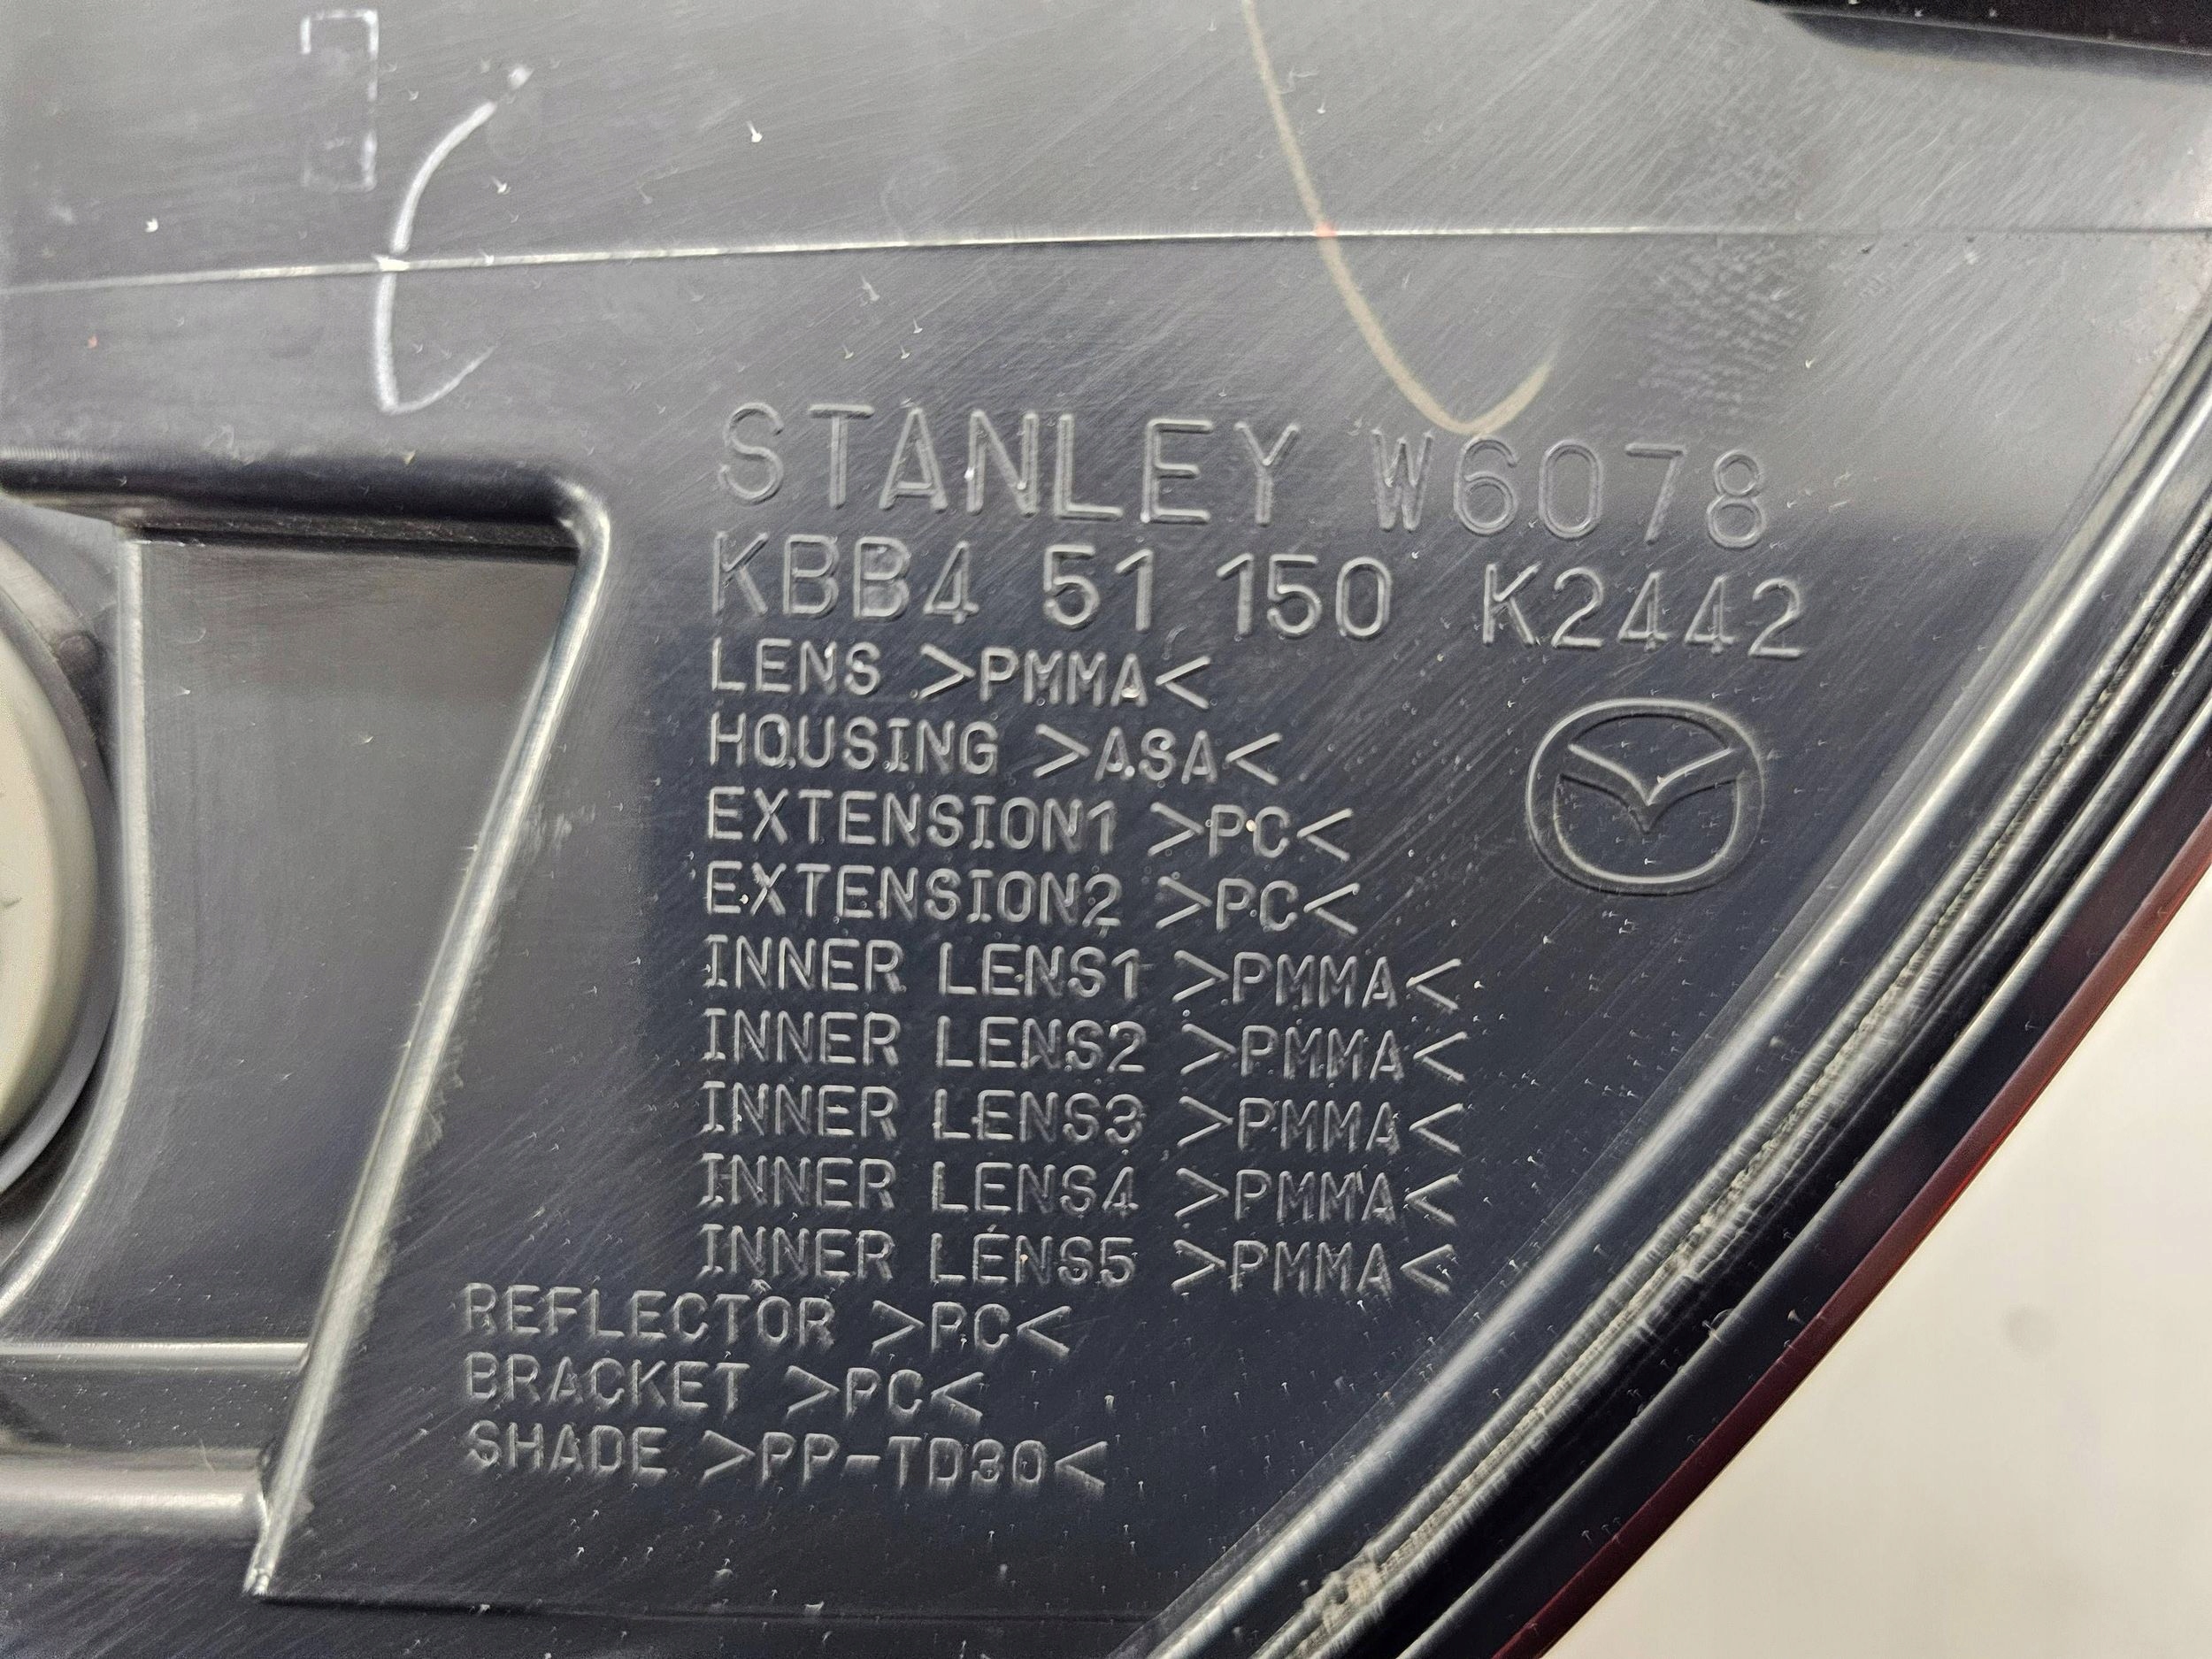 STANLEY W6078
KBB4 51 150 K2442
LENS >PMMA<
HOUSING >ASA<
EXTENSION1 >PC<
EXTENSION2 >PC<
INNER LENS1 >PMMA<
INNER LENS2 >PMMA<
INNER LENS3 >PMMA<
INNER LENS4 >PMMA<
INNER LENS5 >PMMA<
REFLECTOR >PC<
BRACKET >PC<
SHADE >PP-TD30<